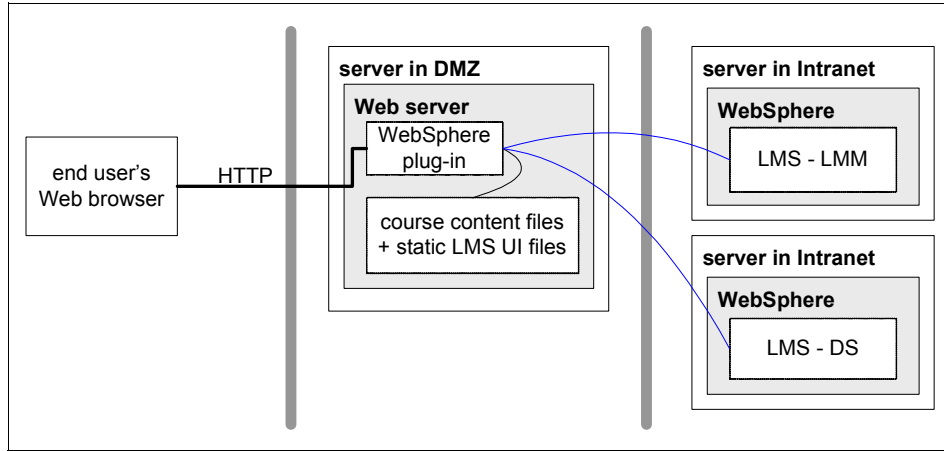 end user's
Web browser
HTTP
server in DMZ
Web server
WebSphere
plug-in
course content files
+ static LMS UI files
server in Intranet
WebSphere
LMS - LMM
server in Intranet
WebSphere
LMS - DS